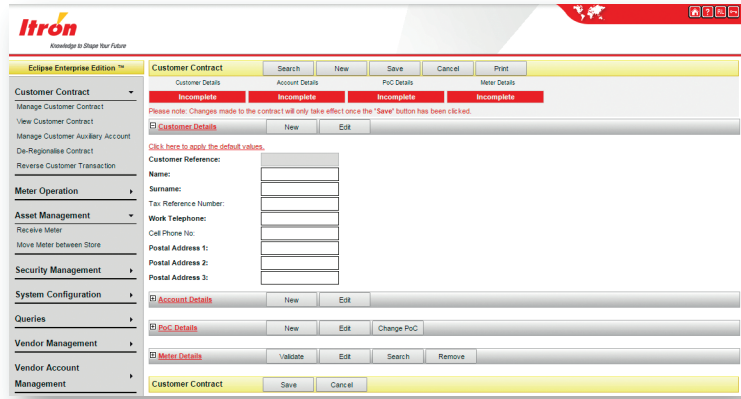 Itron
Knowledge to Shape Your Future
Eclipse Enterprise Edition ™
Customer Contract
Manage Customer Contract
View Customer Contract
Manage Customer Auxiliary Account
De-Regionalise Contract
Reverse Customer Transaction
Meter Operation
Asset Management
Receive Meter
Move Meter between Store
Security Management
System Configuration
Queries
Vendor Management
Vendor Account
Management
Customer Contract Search New Save Cancel Print
Customer Details Account Details PoC Details Meter Details
Incomplete Incomplete Incomplete Incomplete
Please note: Changes made to the contract will only take effect once the "Save" button has been clicked.
Customer Details New Edit
Click here to apply the default values.
Customer Reference:
Name:
Surname:
Tax Reference Number:
Work Telephone:
Cell Phone No:
Postal Address 1:
Postal Address 2:
Postal Address 3:
Account Details New Edit
PoC Details New Edit Change PoC
Meter Details Validate Edit Search Remove
Customer Contract Save Cancel